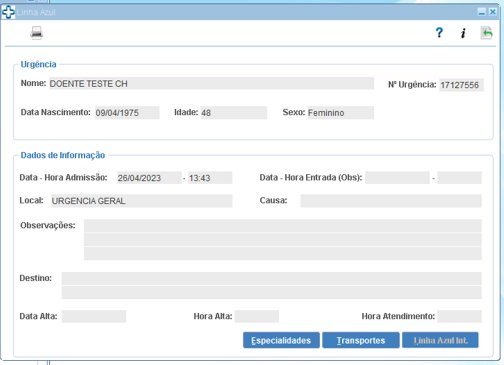 Linha Azul
? i
Urgência
Nome: DOENTE TESTE CH Nº Urgência: 17127556
Data Nascimento: 09/04/1975 Idade: 48 Sexo: Feminino
Dados de Informação
Data - Hora Admissão: 26/04/2023 - 13:43 Data - Hora Entrada (Obs): -
Local: URGENCIA GERAL Causa:
Observações:
Destino:
Data Alta: Hora Alta: Hora Atendimento:
Especialidades Transportes Linha Azul Int.